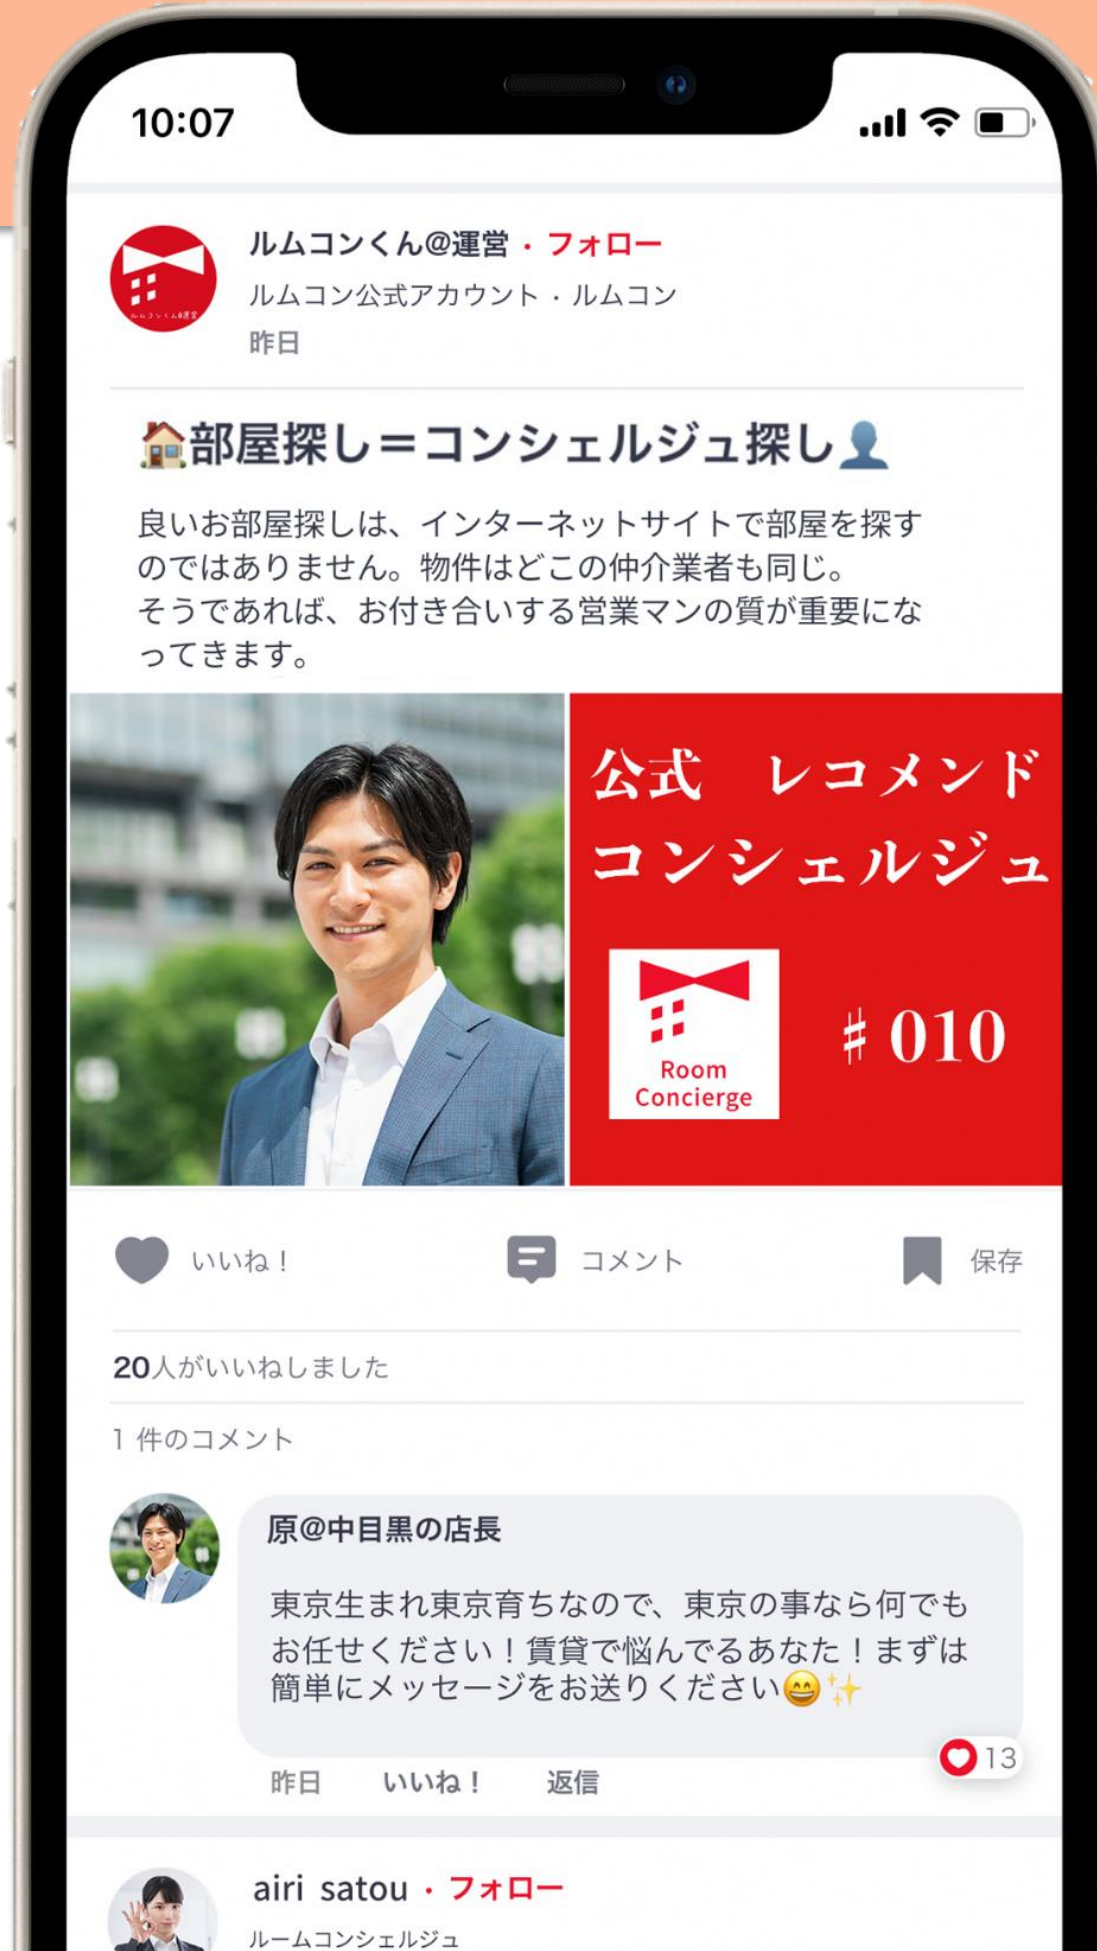 10:07
ルムコンくん@運営・フォロー
ルムコン公式アカウント・ルムコン
昨日
🏠部屋探し＝コンシェルジュ探し👤
良いお部屋探しは、インターネットサイトで部屋を探す
のではありません。物件はどこの仲介業者も同じ。
そうであれば、お付き合いする営業マンの質が重要にな
ってきます。
公式　レコメンド
コンシェルジュ
Room
Concierge
♯010
いいね！ コメント 保存
20人がいいねしました
1 件のコメント
原@中目黒の店長
東京生まれ東京育ちなので、東京の事なら何でも
お任せください！賃貸で悩んでるあなた！まずは
簡単にメッセージをお送りください😄✨
13
昨日 いいね！ 返信
airi satou・フォロー
ルームコンシェルジュ